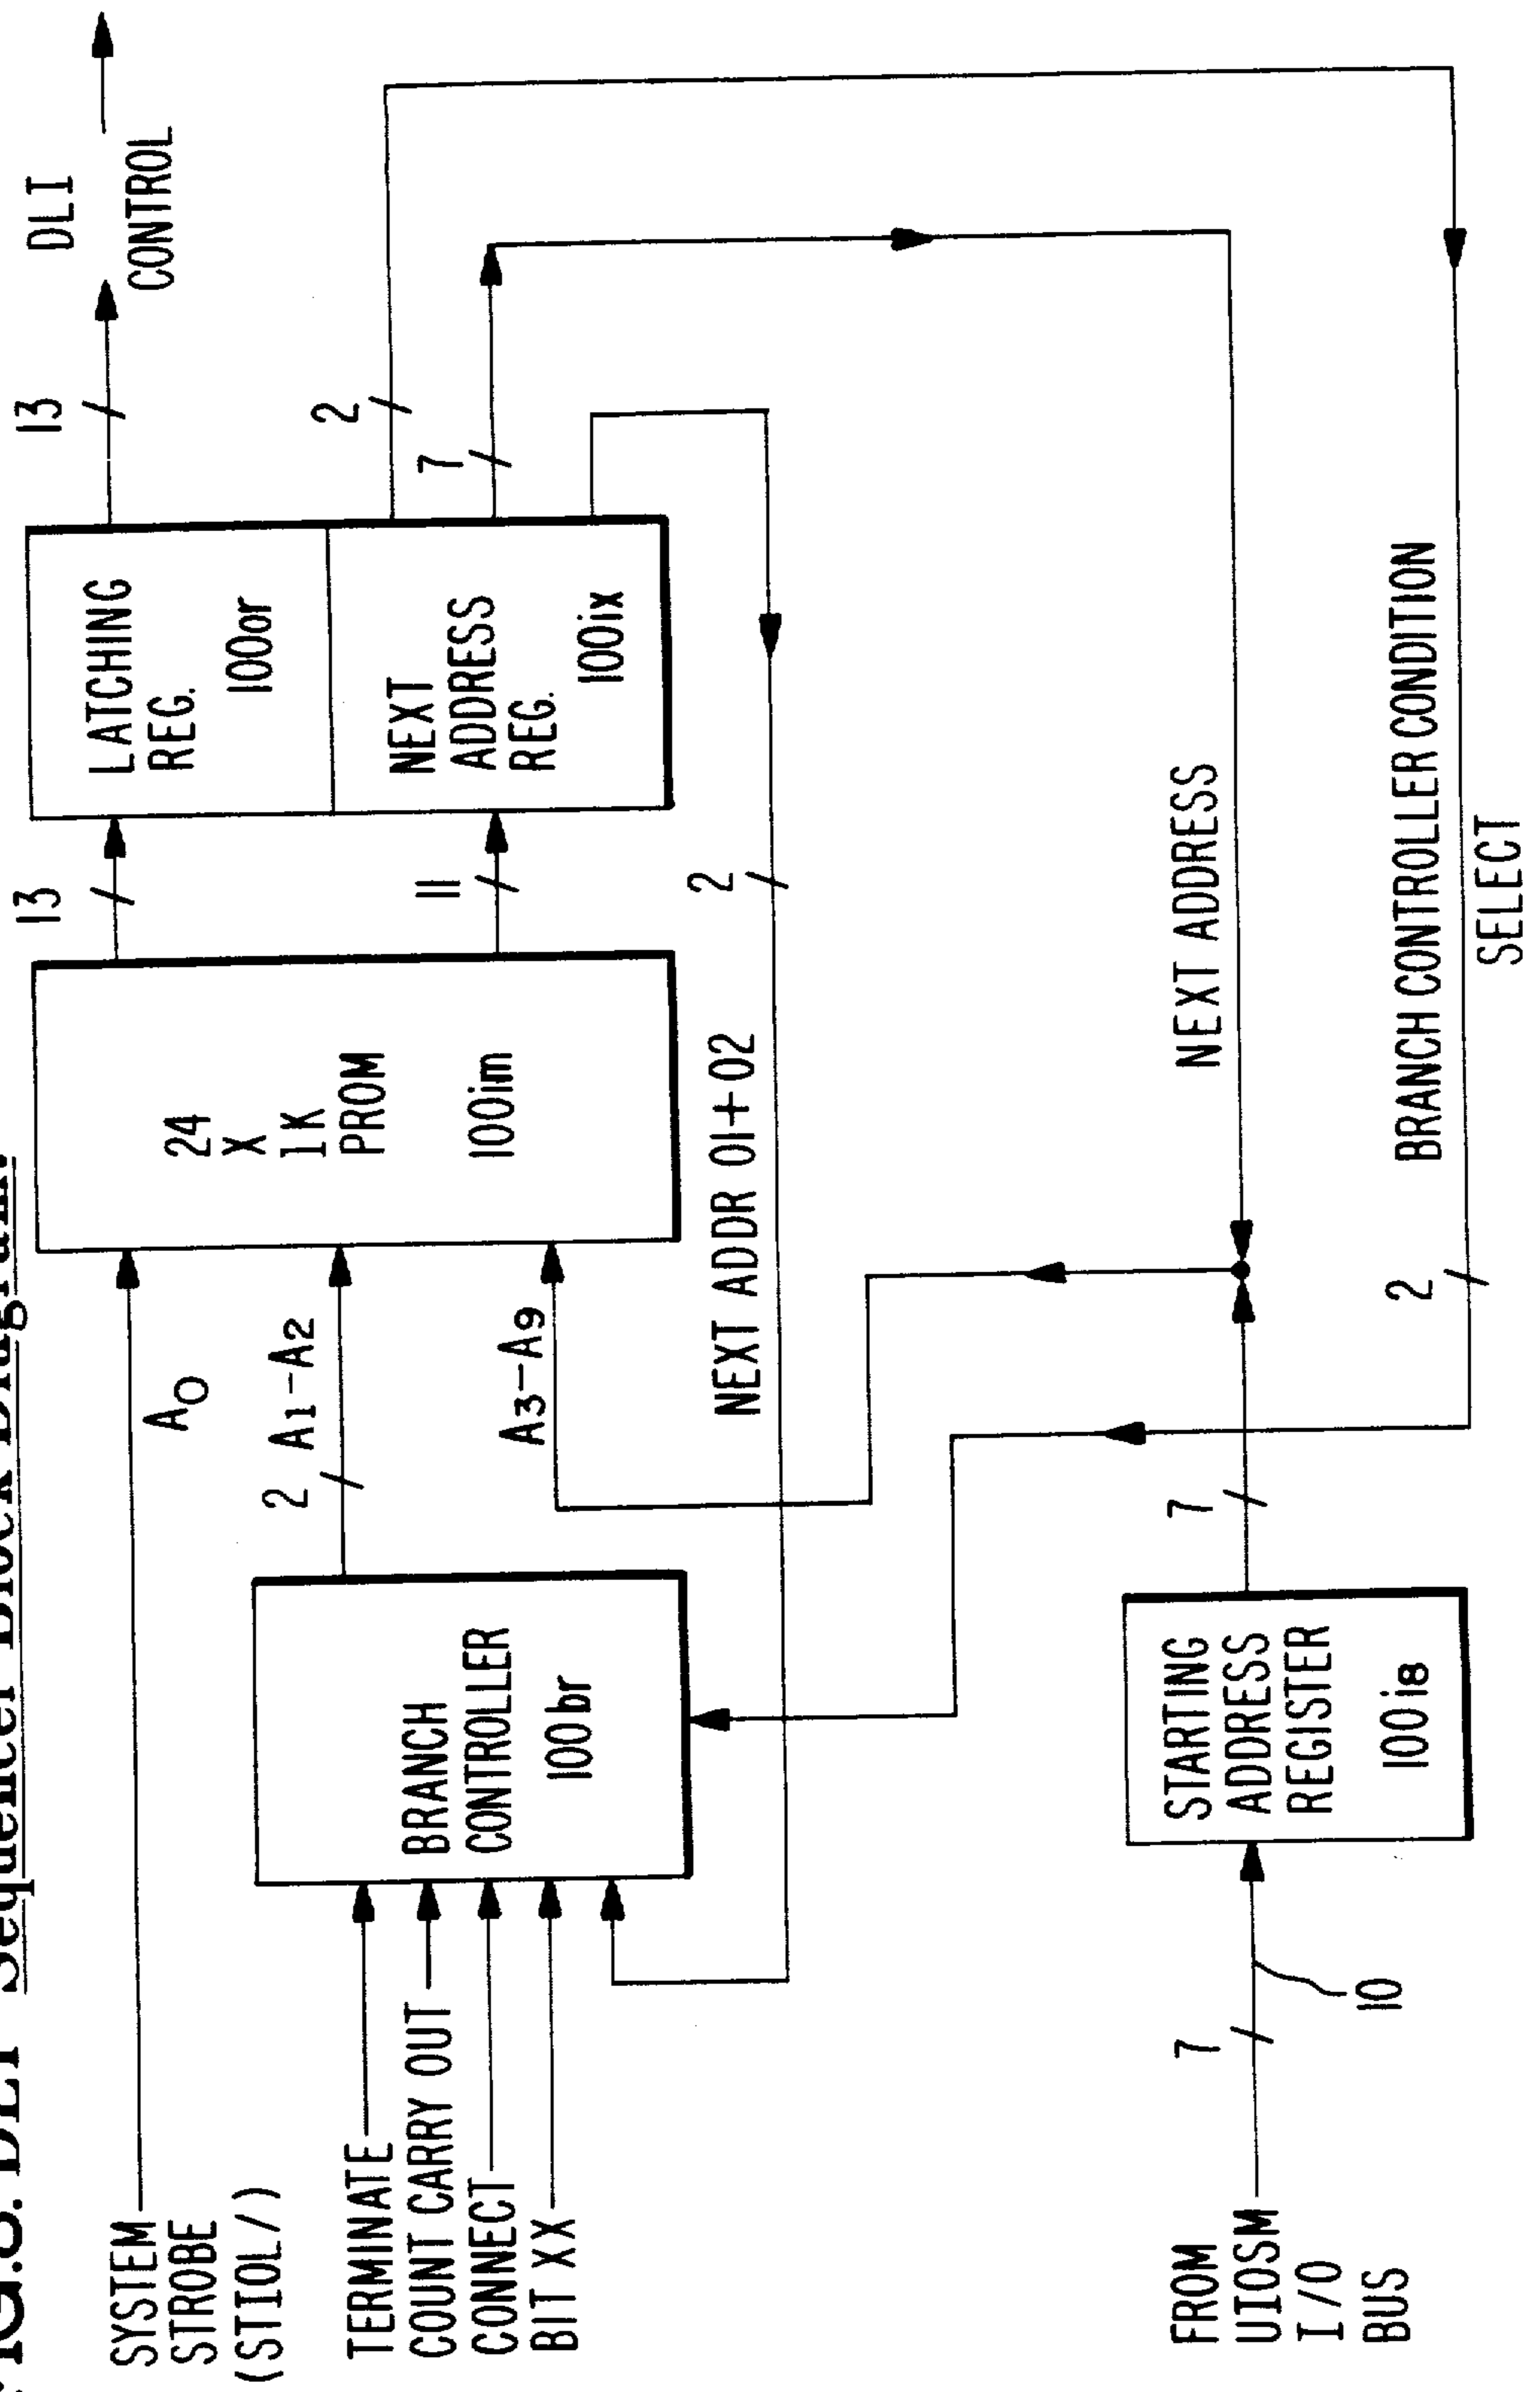 FIG.8. DLI Sequencer Block Diagram.
SYSTEM
STROBE
(STIOL/)
A0
13
13
DLI
CONTROL
TERMINATE
COUNT CARRY OUT
CONNECT
BIT XX
BRANCH
CONTROLLER
100br
2 A1-A2
A3-A9
24
X
1K
PROM
100im
11
LATCHING
REG.
100or
NEXT
ADDRESS
REG.
100ix
2
7
NEXT ADDR 01+02
2
FROM
UIOSM
I/O
BUS
7
10
STARTING
ADDRESS
REGISTER
100i8
7
NEXT ADDRESS
2
BRANCH CONTROLLER CONDITION
SELECT